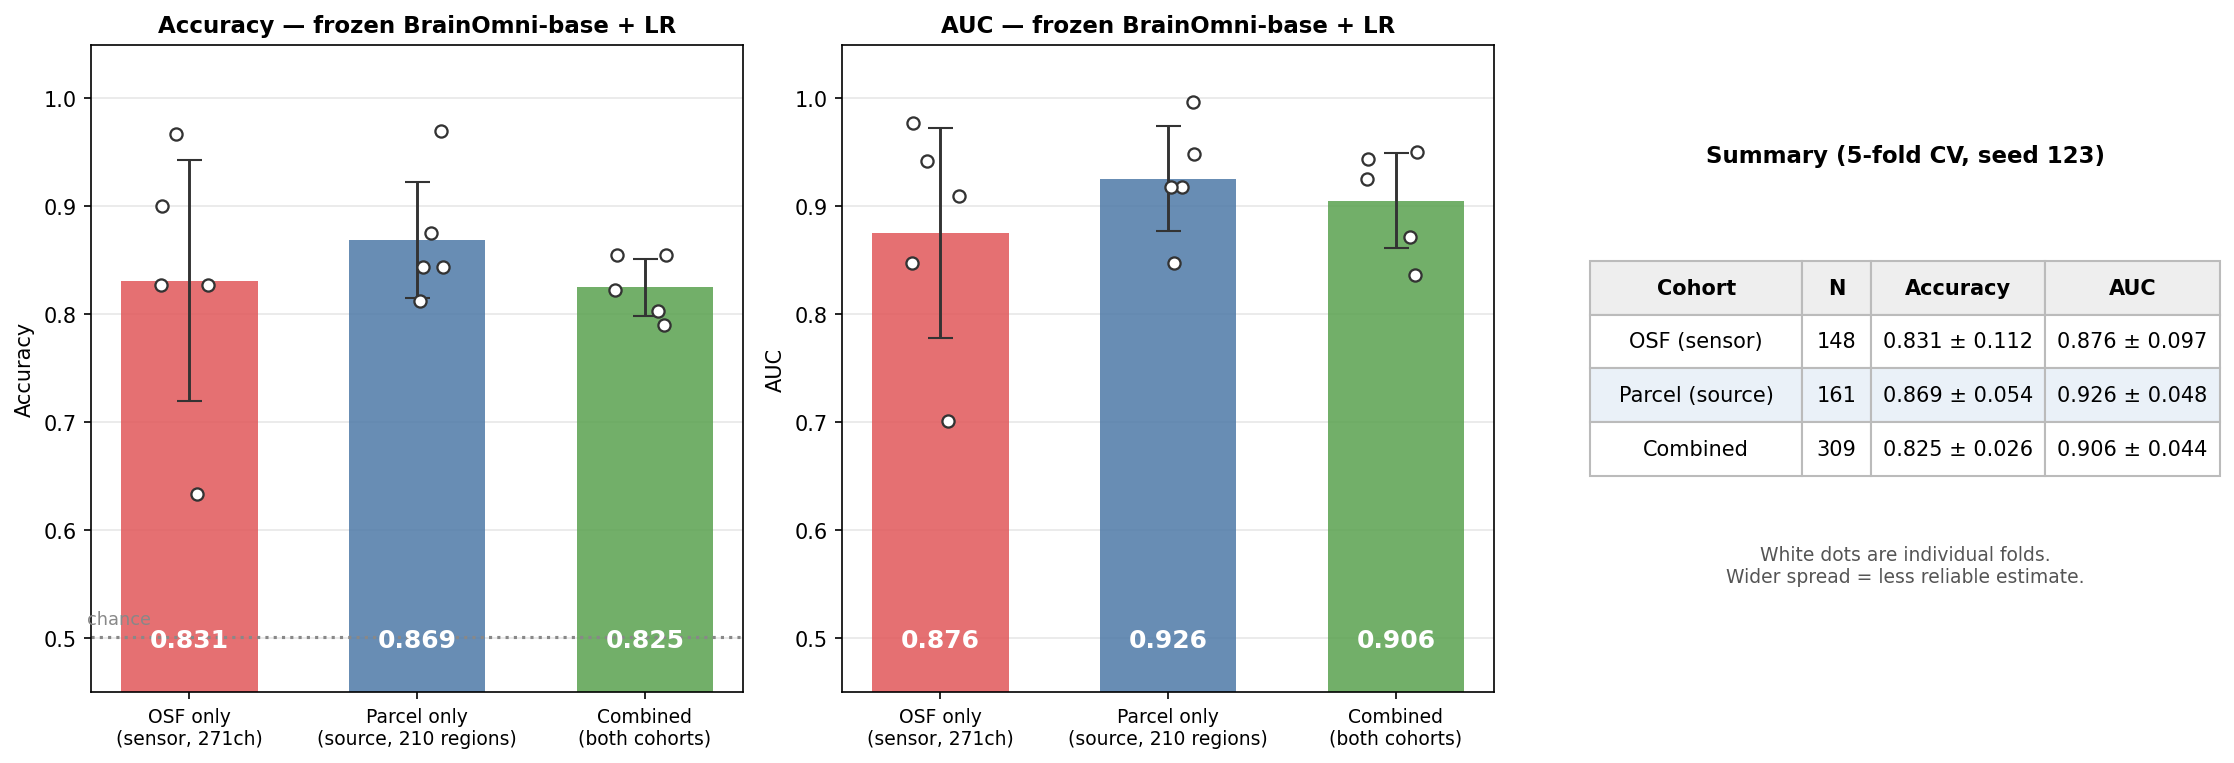 Accuracy — frozen BrainOmni-base + LR
Accuracy
1.0
0.9
0.8
0.7
0.6
0.5
chance
0.831
0.869
0.825
OSF only
(sensor, 271ch)
Parcel only
(source, 210 regions)
Combined
(both cohorts)
AUC — frozen BrainOmni-base + LR
AUC
1.0
0.9
0.8
0.7
0.6
0.5
0.876
0.926
0.906
OSF only
(sensor, 271ch)
Parcel only
(source, 210 regions)
Combined
(both cohorts)
Summary (5-fold CV, seed 123)
Cohort N Accuracy AUC
OSF (sensor) 148 0.831 ± 0.112 0.876 ± 0.097
Parcel (source) 161 0.869 ± 0.054 0.926 ± 0.048
Combined 309 0.825 ± 0.026 0.906 ± 0.044
White dots are individual folds.
Wider spread = less reliable estimate.